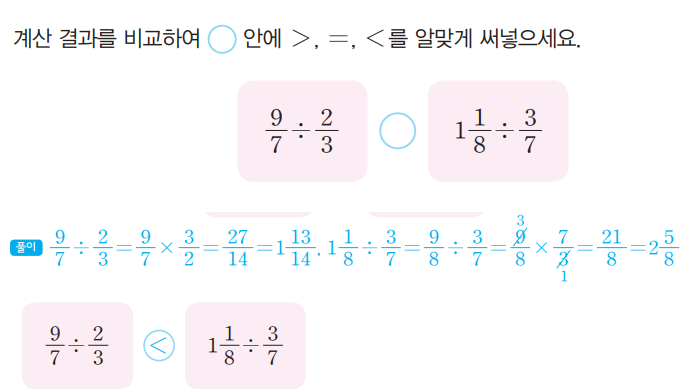 계산 결과를 비교하여 ◯ 안에 >, =, <를 알맞게 써넣으세요.
9/7 ÷ 2/3 ◯ 1 1/8 ÷ 3/7
풀이 9/7 ÷ 2/3 = 9/7 × 3/2 = 27/14 = 1 13/14, 1 1/8 ÷ 3/7 = 9/8 ÷ 3/7 = 9/8 × 7/3 = 21/8 = 2 5/8
3
1
9/7 ÷ 2/3 < 1 1/8 ÷ 3/7